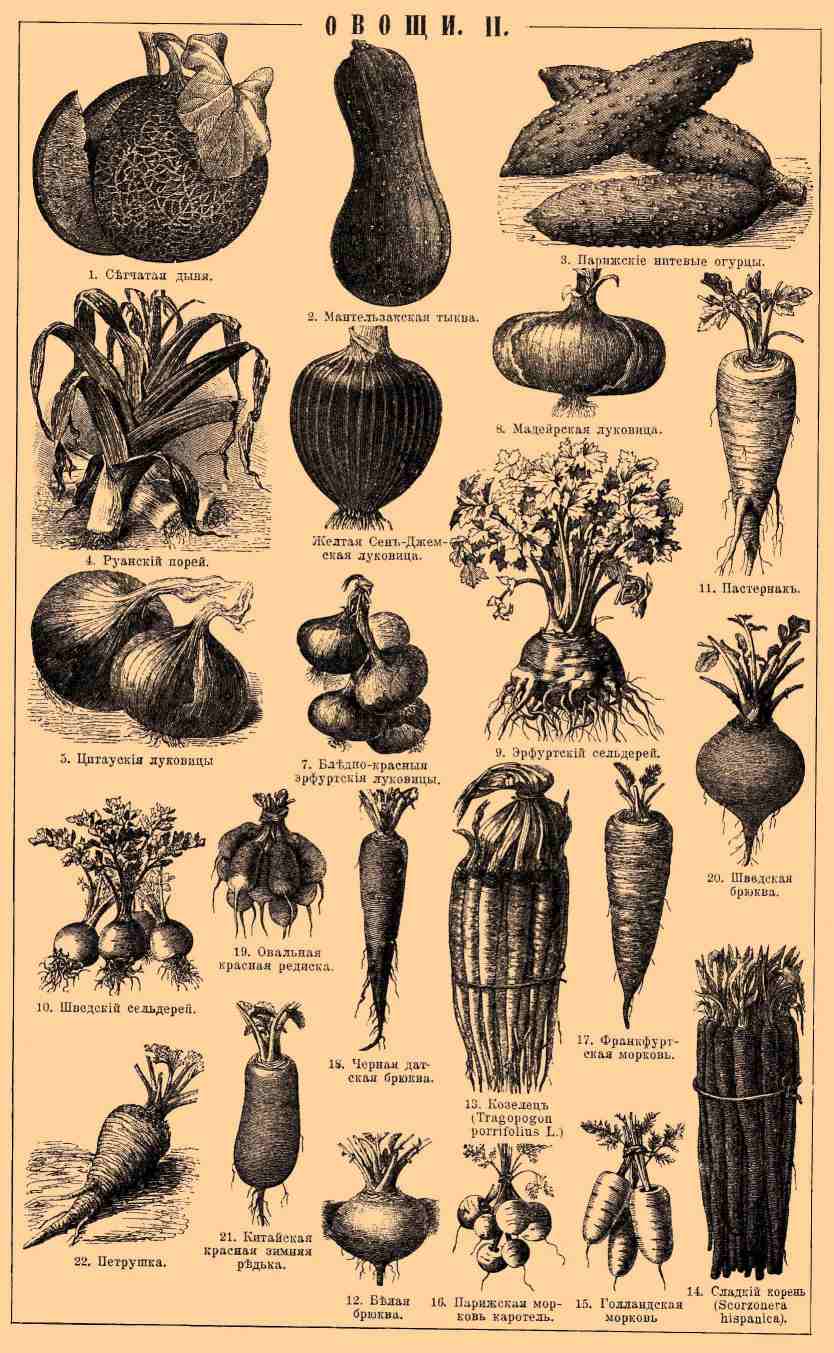 ОВОЩИ. II.
1. Сѣтчатая дыня.
2. Мантельзакская тыква.
3. Парижскіе нитевые огурцы.
4. Руанскій порей.
Желтая Сенъ-Джем-
ская луковица.
8. Мадейрская луковица.
11. Пастернакъ.
5. Цитаускія луковицы
7. Блѣдно-красныя
эрфуртскія луковицы.
9. Эрфуртскій сельдерей.
20. Шведская
брюква.
10. Шведскій сельдерей.
19. Овальная
красная редиска.
18. Черная дат-
ская брюква.
13. Козелецъ
(Tragopogon
porrifolius L.)
17. Франкфурт-
ская морковь.
22. Петрушка.
21. Китайская
красная зимняя
рѣдька.
12. Бѣлая
брюква.
16. Парижская мор-
ковь каротель.
15. Голландская
морковь
14. Сладкій корень
(Scorzonera
hispanica).